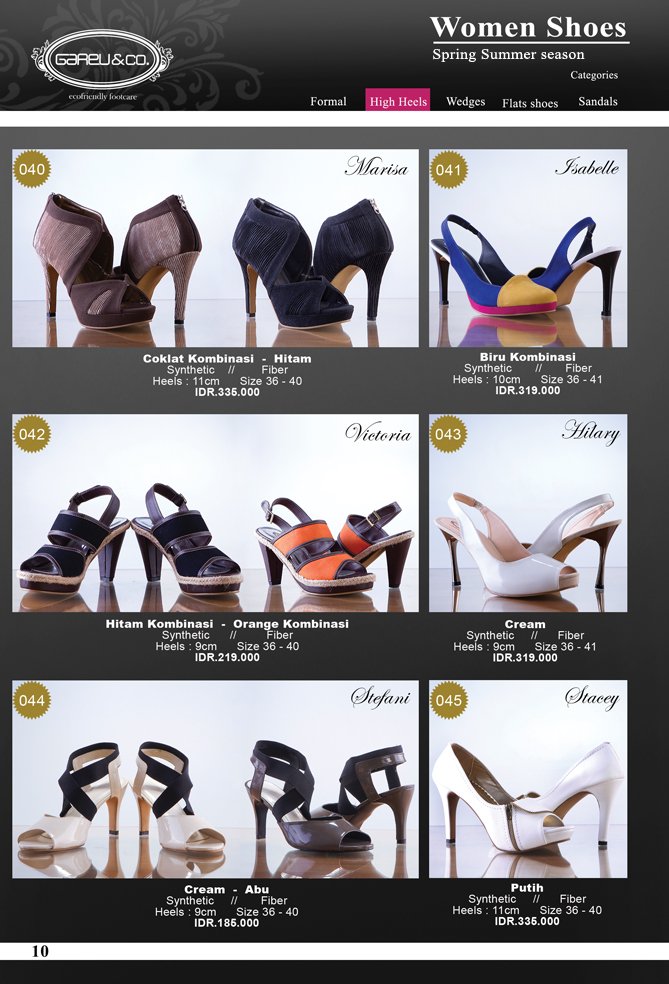 GAREU&CO.
ecofriendly footcare
Women Shoes
Spring Summer season
Categories
Formal High Heels Wedges Flats shoes Sandals
040
Marisa
Coklat Kombinasi - Hitam
Synthetic // Fiber
Heels : 11cm Size 36 - 40
IDR.335.000
041
Isabelle
Biru Kombinasi
Synthetic // Fiber
Heels : 10cm Size 36 - 41
IDR.319.000
042
Victoria
Hitam Kombinasi - Orange Kombinasi
Synthetic // Fiber
Heels : 9cm Size 36 - 40
IDR.219.000
043
Hilary
Cream
Synthetic // Fiber
Heels : 9cm Size 36 - 41
IDR.319.000
044
Stefani
Cream - Abu
Synthetic // Fiber
Heels : 9cm Size 36 - 40
IDR.185.000
045
Stacey
Putih
Synthetic // Fiber
Heels : 11cm Size 36 - 40
IDR.335.000
10